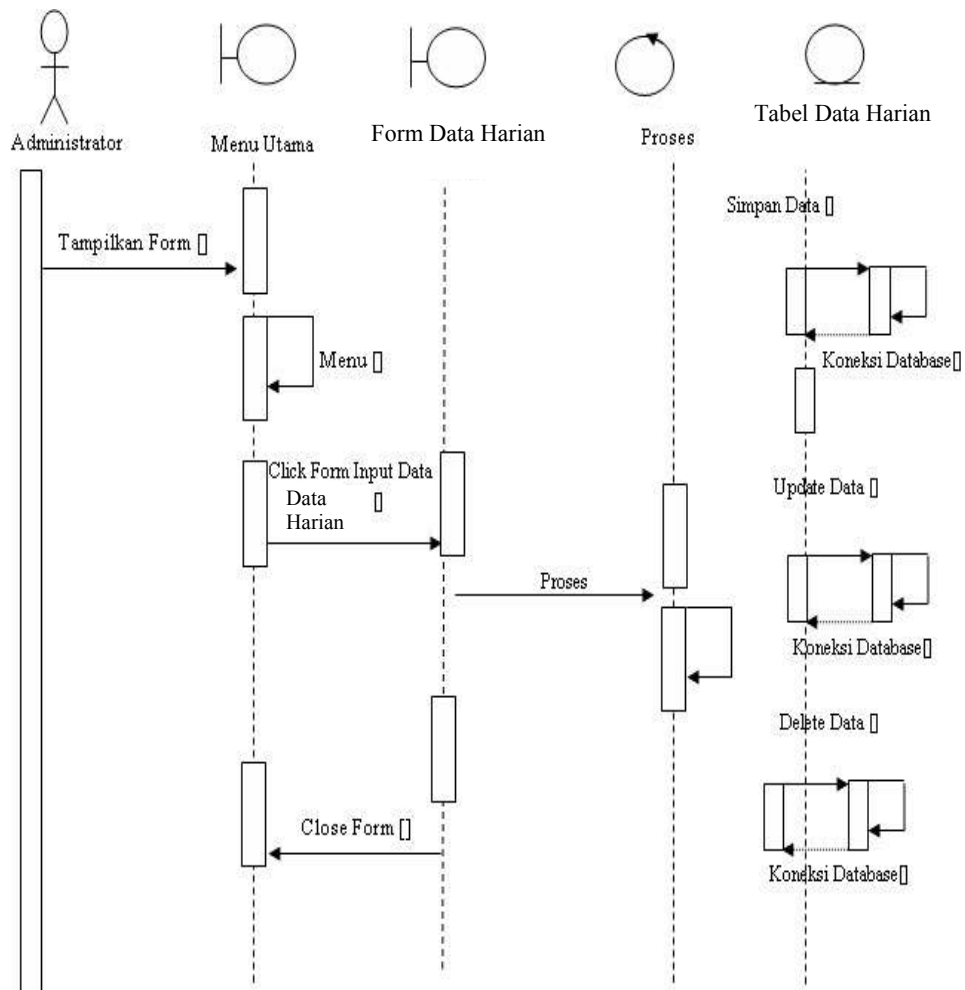 Administrator
Menu Utama
Form Data Harian
Proses
Tabel Data Harian
Simpan Data []
Tampilkan Form []
Koneksi Database[]
Menu []
Click Form Input Data
[]
Data
Harian
Update Data []
Proses
Koneksi Database[]
Delete Data []
Close Form []
Koneksi Database[]